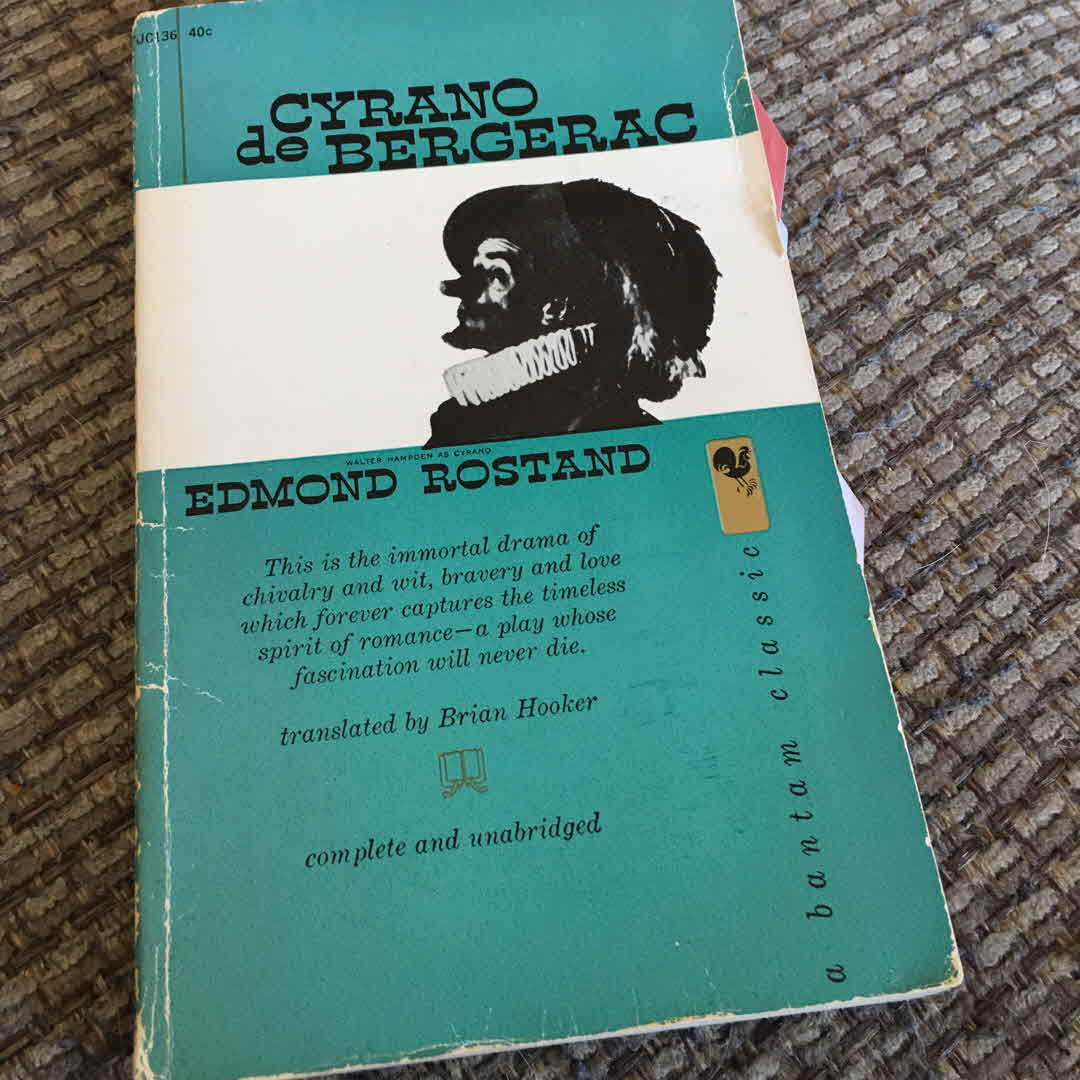 JC136 40c
CYRANO
de BERGERAC
WALTER HAMPDEN AS CYRANO
EDMOND ROSTAND
This is the immortal drama of
chivalry and wit, bravery and love
which forever captures the timeless
spirit of romance—a play whose
fascination will never die.
translated by Brian Hooker
complete and unabridged
a bantam classic